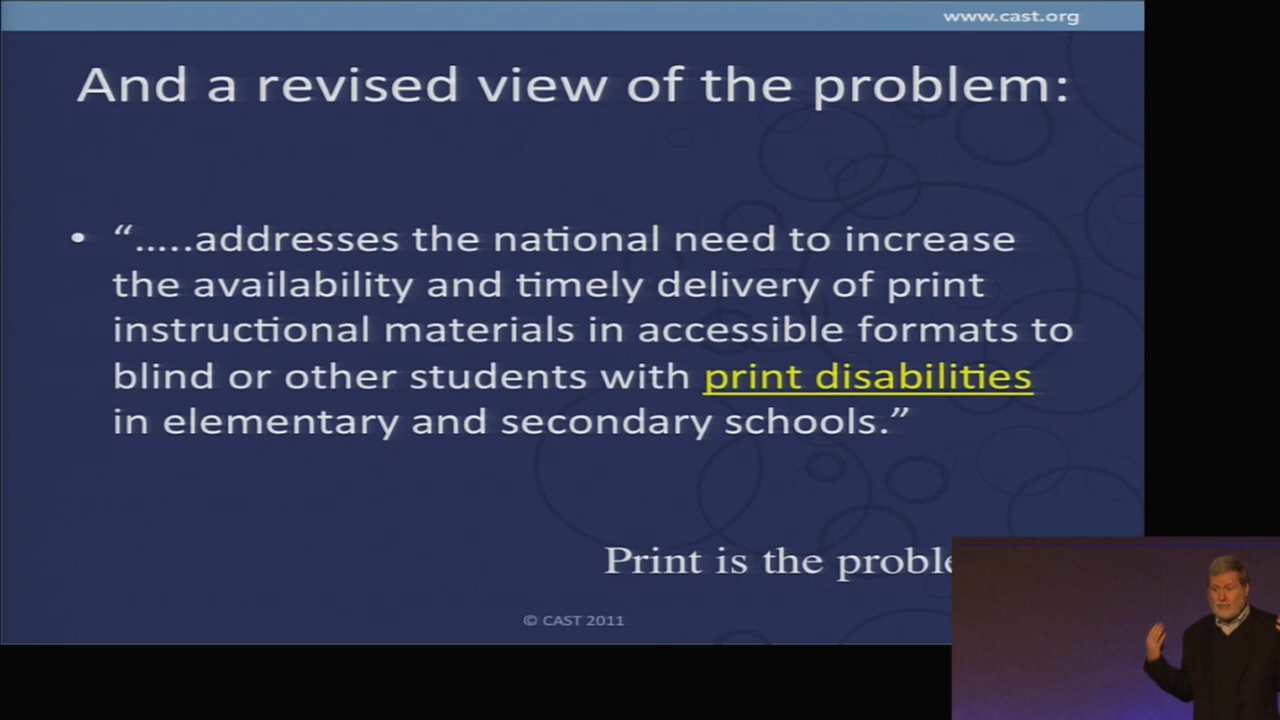 www.cast.org
And a revised view of the problem:
• “.....addresses the national need to increase
the availability and timely delivery of print
instructional materials in accessible formats to
blind or other students with print disabilities
in elementary and secondary schools.”
Print is the proble
© CAST 2011